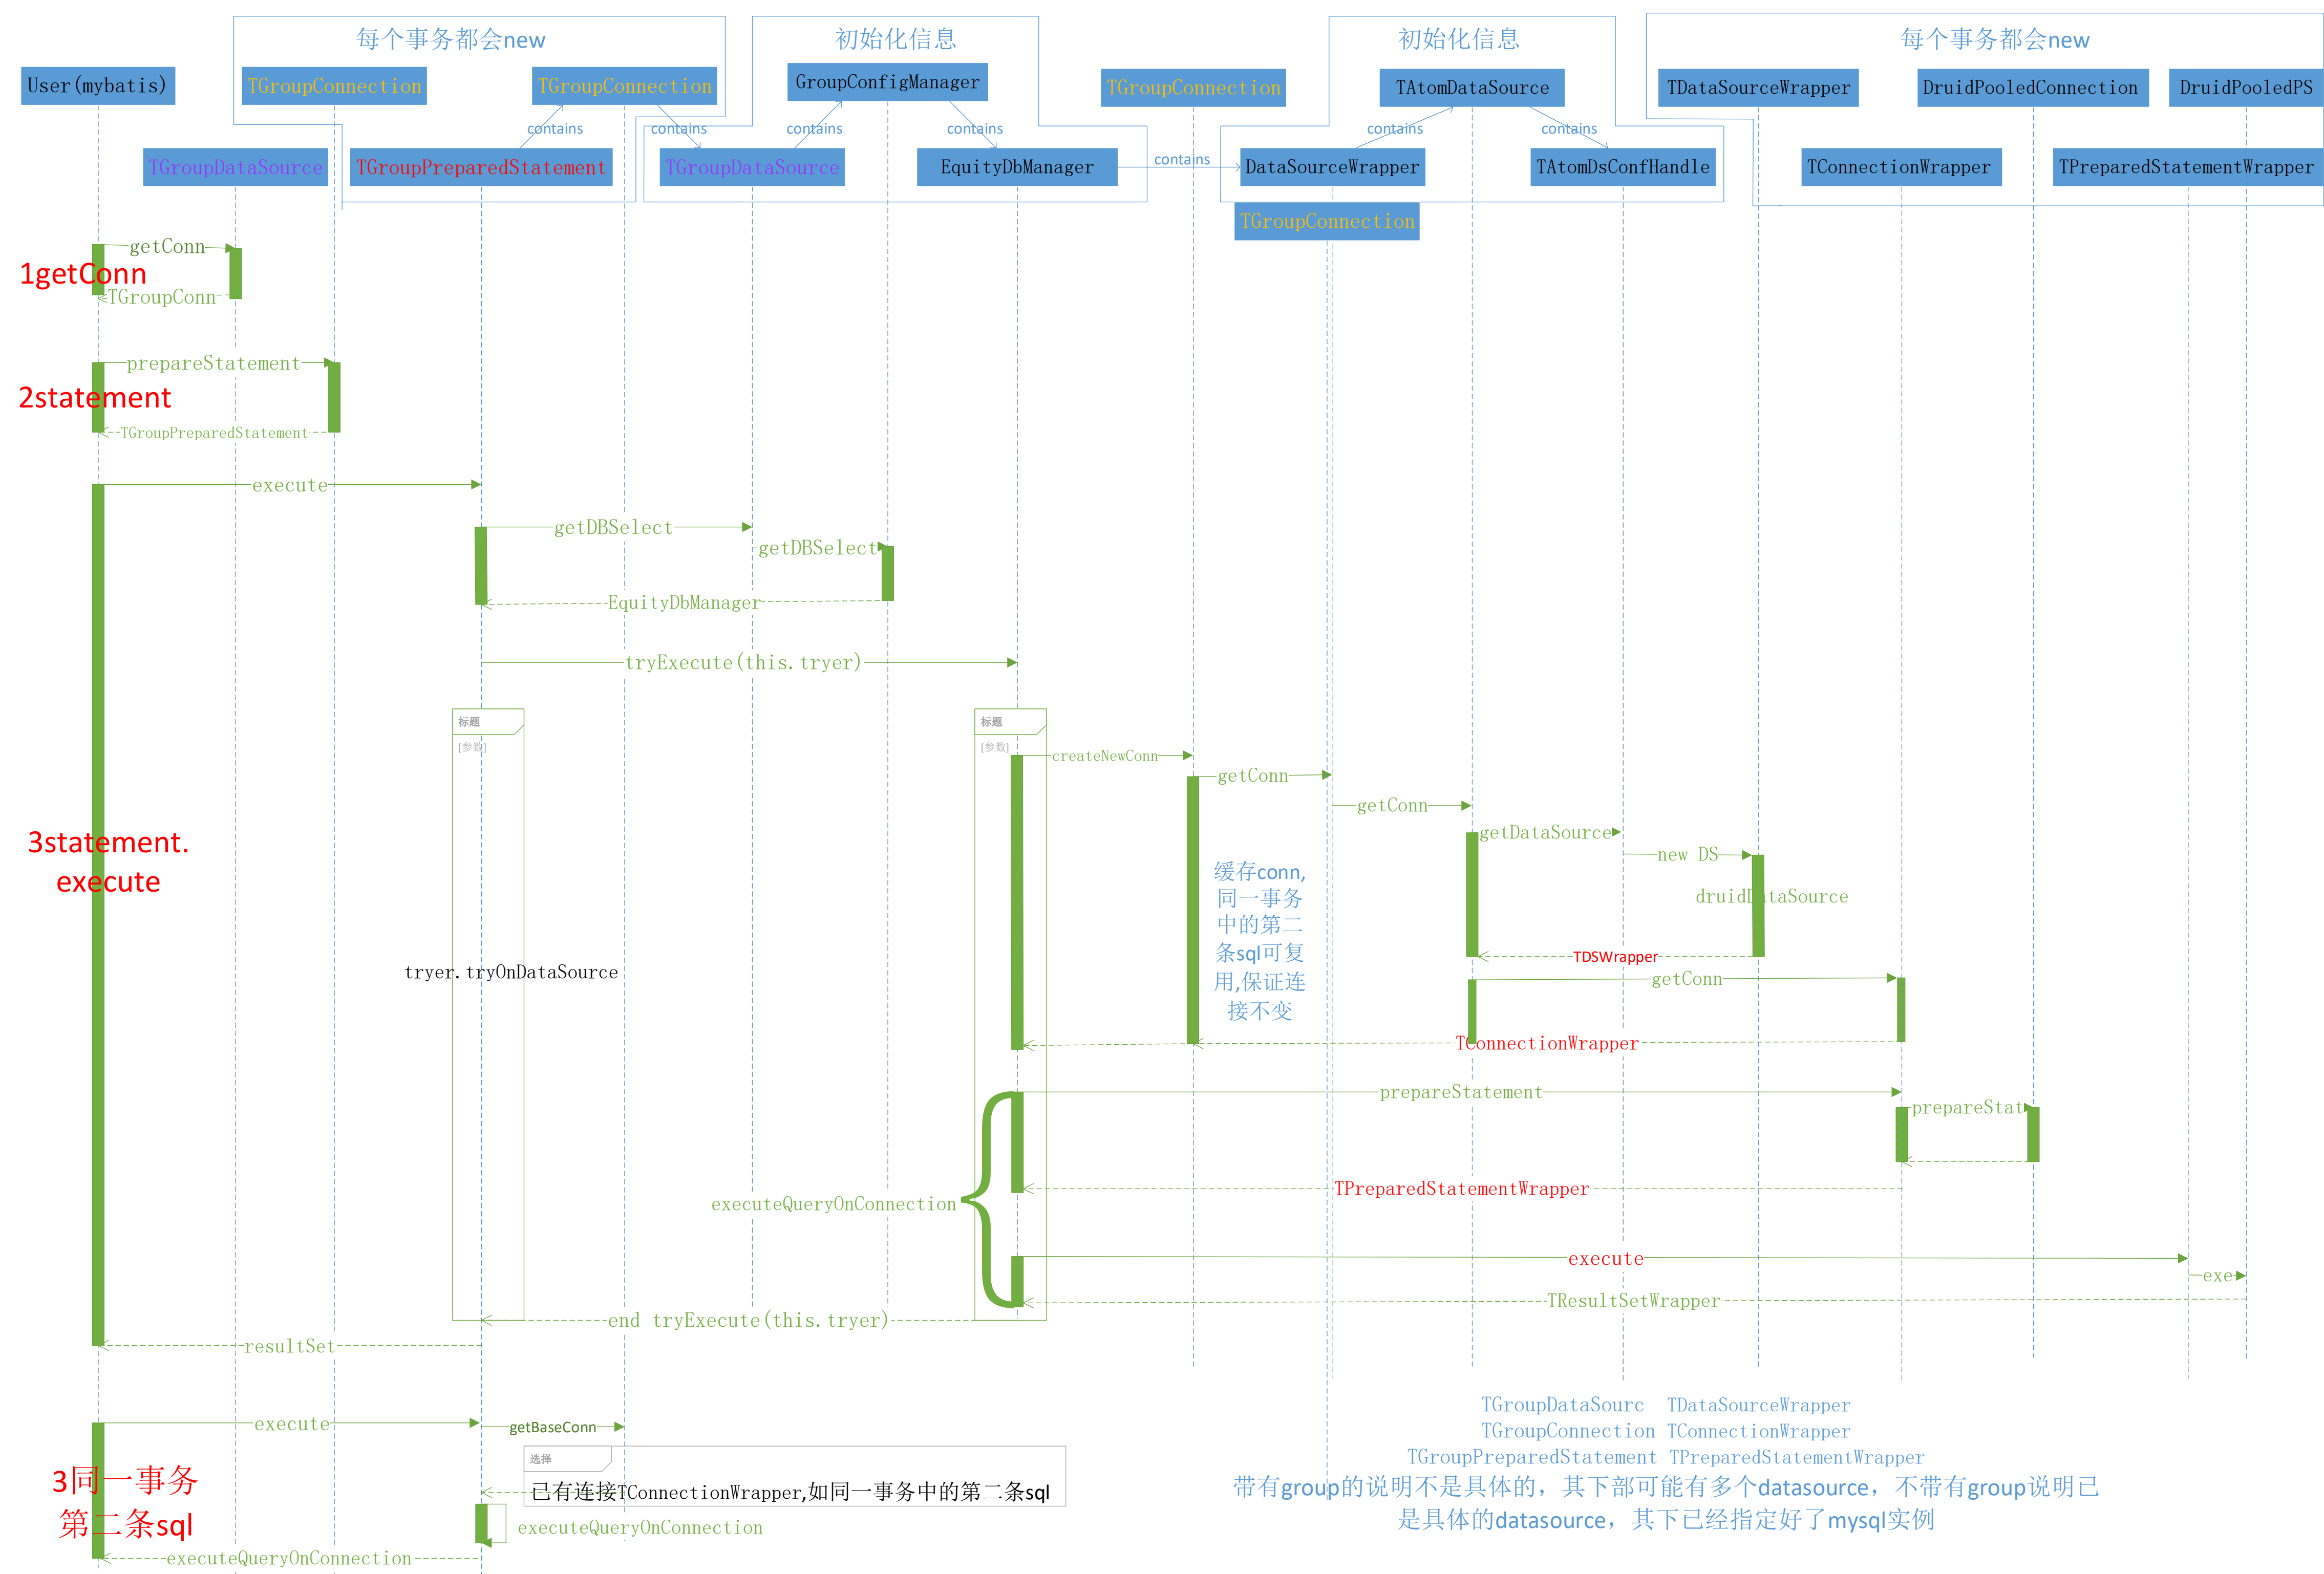 每个事务都会new
初始化信息
初始化信息
每个事务都会new
User(mybatis)
TGroupConnection
TGroupConnection
GroupConfigManager
TGroupConnection
TAtomDataSource
TDataSourceWrapper
DruidPooledConnection
DruidPooledPS
contains
contains
contains
contains
contains
contains
contains
TGroupDataSource
TGroupPreparedStatement
TGroupDataSource
EquityDbManager
DataSourceWrapper
TAtomDsConfHandle
TConnectionWrapper
TPreparedStatementWrapper
TGroupConnection
getConn
1getConn
TGroupConn
prepareStatement
2statement
TGroupPreparedStatement
execute
getDBSelect
getDBSelect
EquityDbManager
tryExecute(this.tryer)
标题
[参数]
标题
[参数]
createNewConn
getConn
getConn
getDataSource
new DS
3statement.
execute
缓存conn,
同一事务
中的第二
条sql可复
用,保证连
接不变
druidDataSource
TDSWrapper
tryer.tryOnDataSource
getConn
TConnectionWrapper
prepareStatement
prepareStat
TPreparedStatementWrapper
executeQueryOnConnection
execute
exe
TResultSetWrapper
end tryExecute(this.tryer)
resultSet
execute
getBaseConn
选择
已有连接TConnectionWrapper,如同一事务中的第二条sql
3同一事务
第二条sql
executeQueryOnConnection
executeQueryOnConnection
TGroupDataSourc TDataSourceWrapper
TGroupConnection TConnectionWrapper
TGroupPreparedStatement TPreparedStatementWrapper
带有group的说明不是具体的，其下部可能有多个datasource，不带有group说明已
是具体的datasource，其下已经指定好了mysql实例